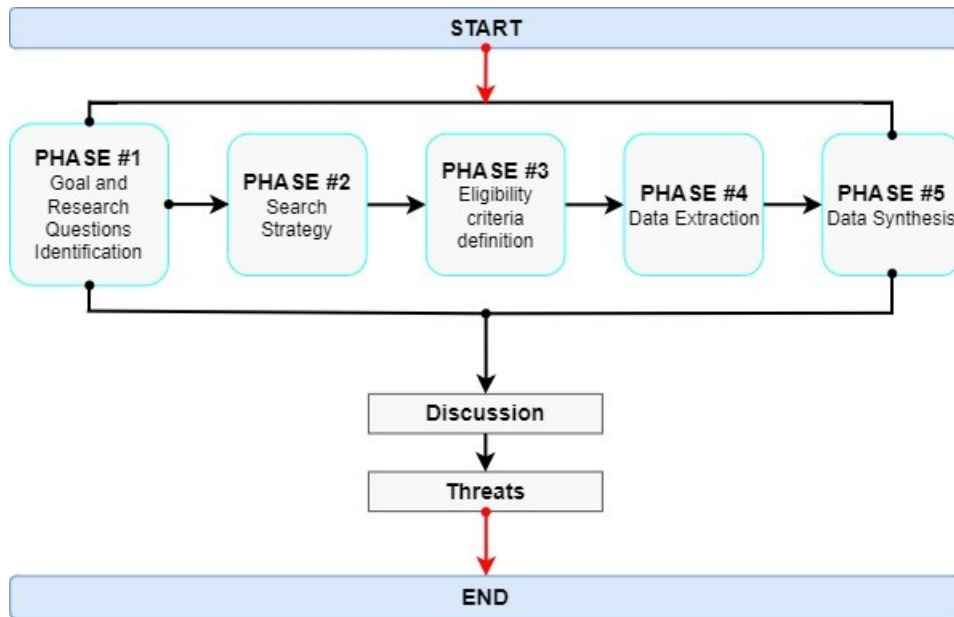 START
PHASE #1
Goal and
Research
Questions
Identification
PHASE #2
Search
Strategy
PHASE #3
Eligibility
criteria
definition
PHASE #4
Data Extraction
PHASE #5
Data Synthesis
Discussion
Threats
END